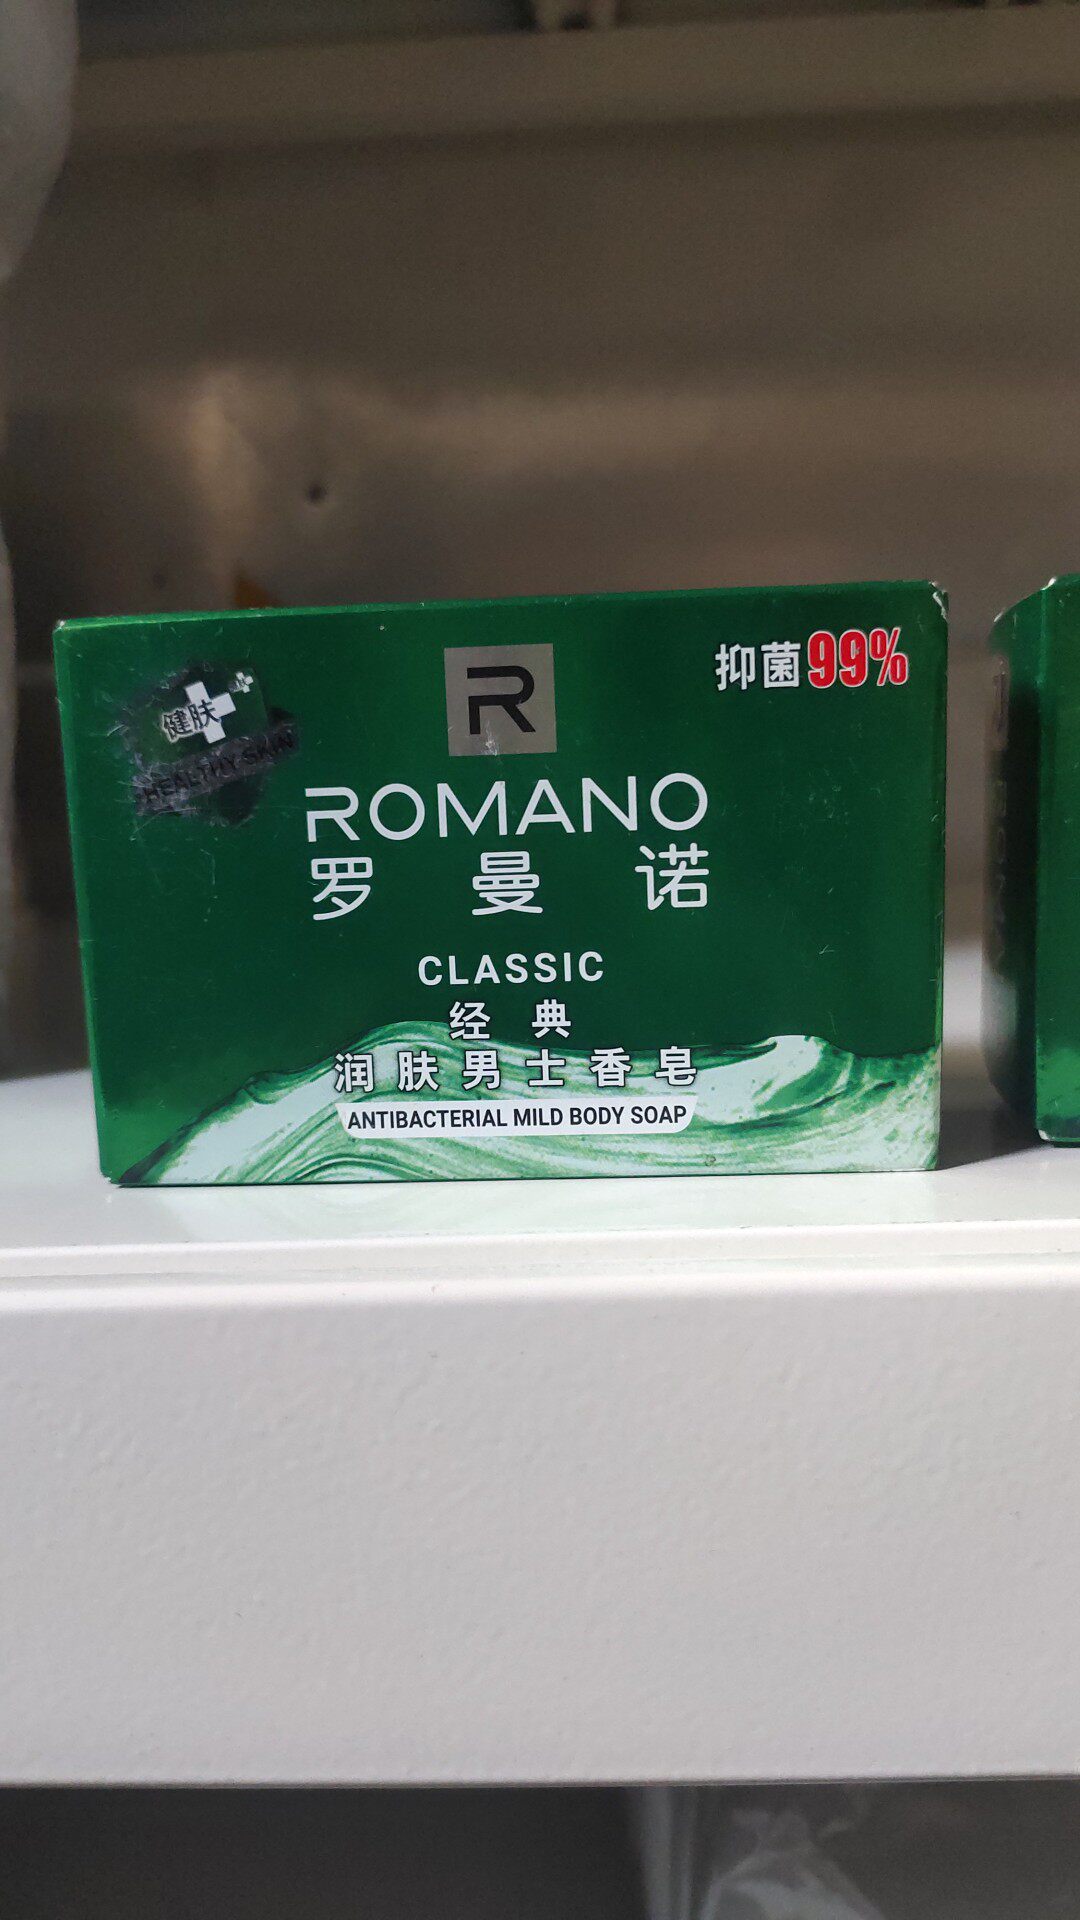 健肤
HEALTHY SKIN
R
抑菌99%
ROMANO
罗曼诺
CLASSIC
经典
润肤男士香皂
ANTIBACTERIAL MILD BODY SOAP